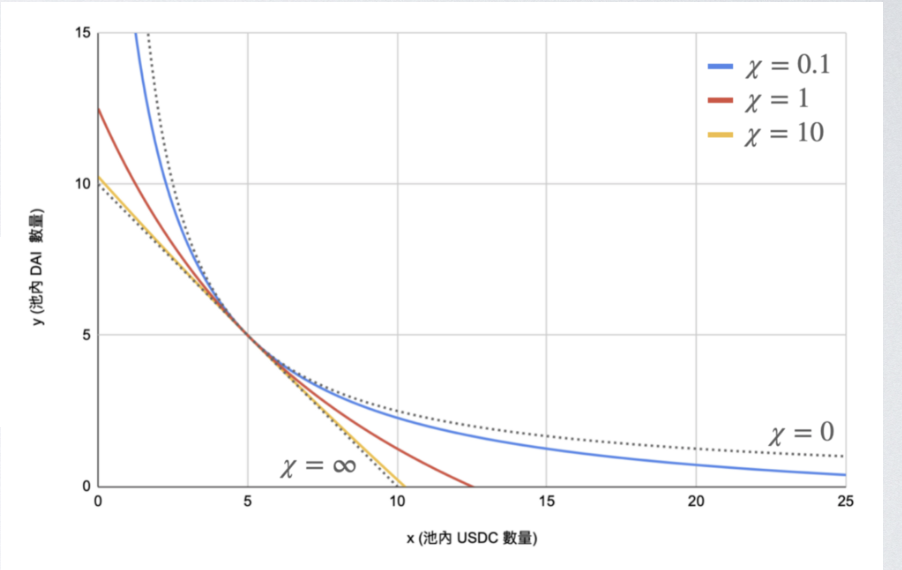 15
χ = 0.1
χ = 1
χ = 10
10
y (池內 DAI 數量)
5
χ = 0
χ = ∞
0
0 5 10 15 20 25
x (池內 USDC 數量)